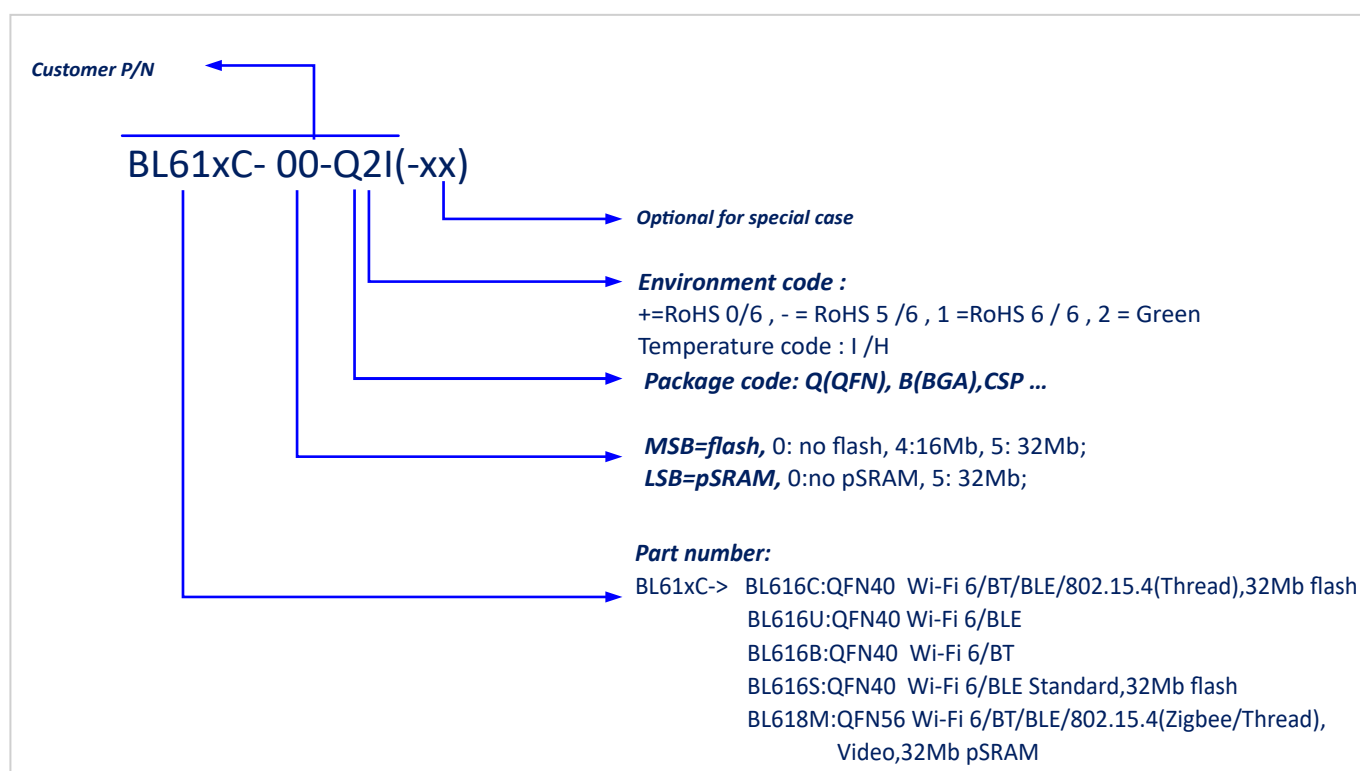 Customer P/N
BL61xC- 00-Q2I(-xx)
Optional for special case
Environment code :
+=RoHS 0/6 , - = RoHS 5 /6 , 1 =RoHS 6 / 6 , 2 = Green
Temperature code : I /H
Package code: Q(QFN), B(BGA),CSP ...
MSB=flash, 0: no flash, 4:16Mb, 5: 32Mb;
LSB=pSRAM, 0:no pSRAM, 5: 32Mb;
Part number:
BL61xC-> BL616C:QFN40 Wi-Fi 6/BT/BLE/802.15.4(Thread),32Mb flash
BL616U:QFN40 Wi-Fi 6/BLE
BL616B:QFN40 Wi-Fi 6/BT
BL616S:QFN40 Wi-Fi 6/BLE Standard,32Mb flash
BL618M:QFN56 Wi-Fi 6/BT/BLE/802.15.4(Zigbee/Thread),
Video,32Mb pSRAM